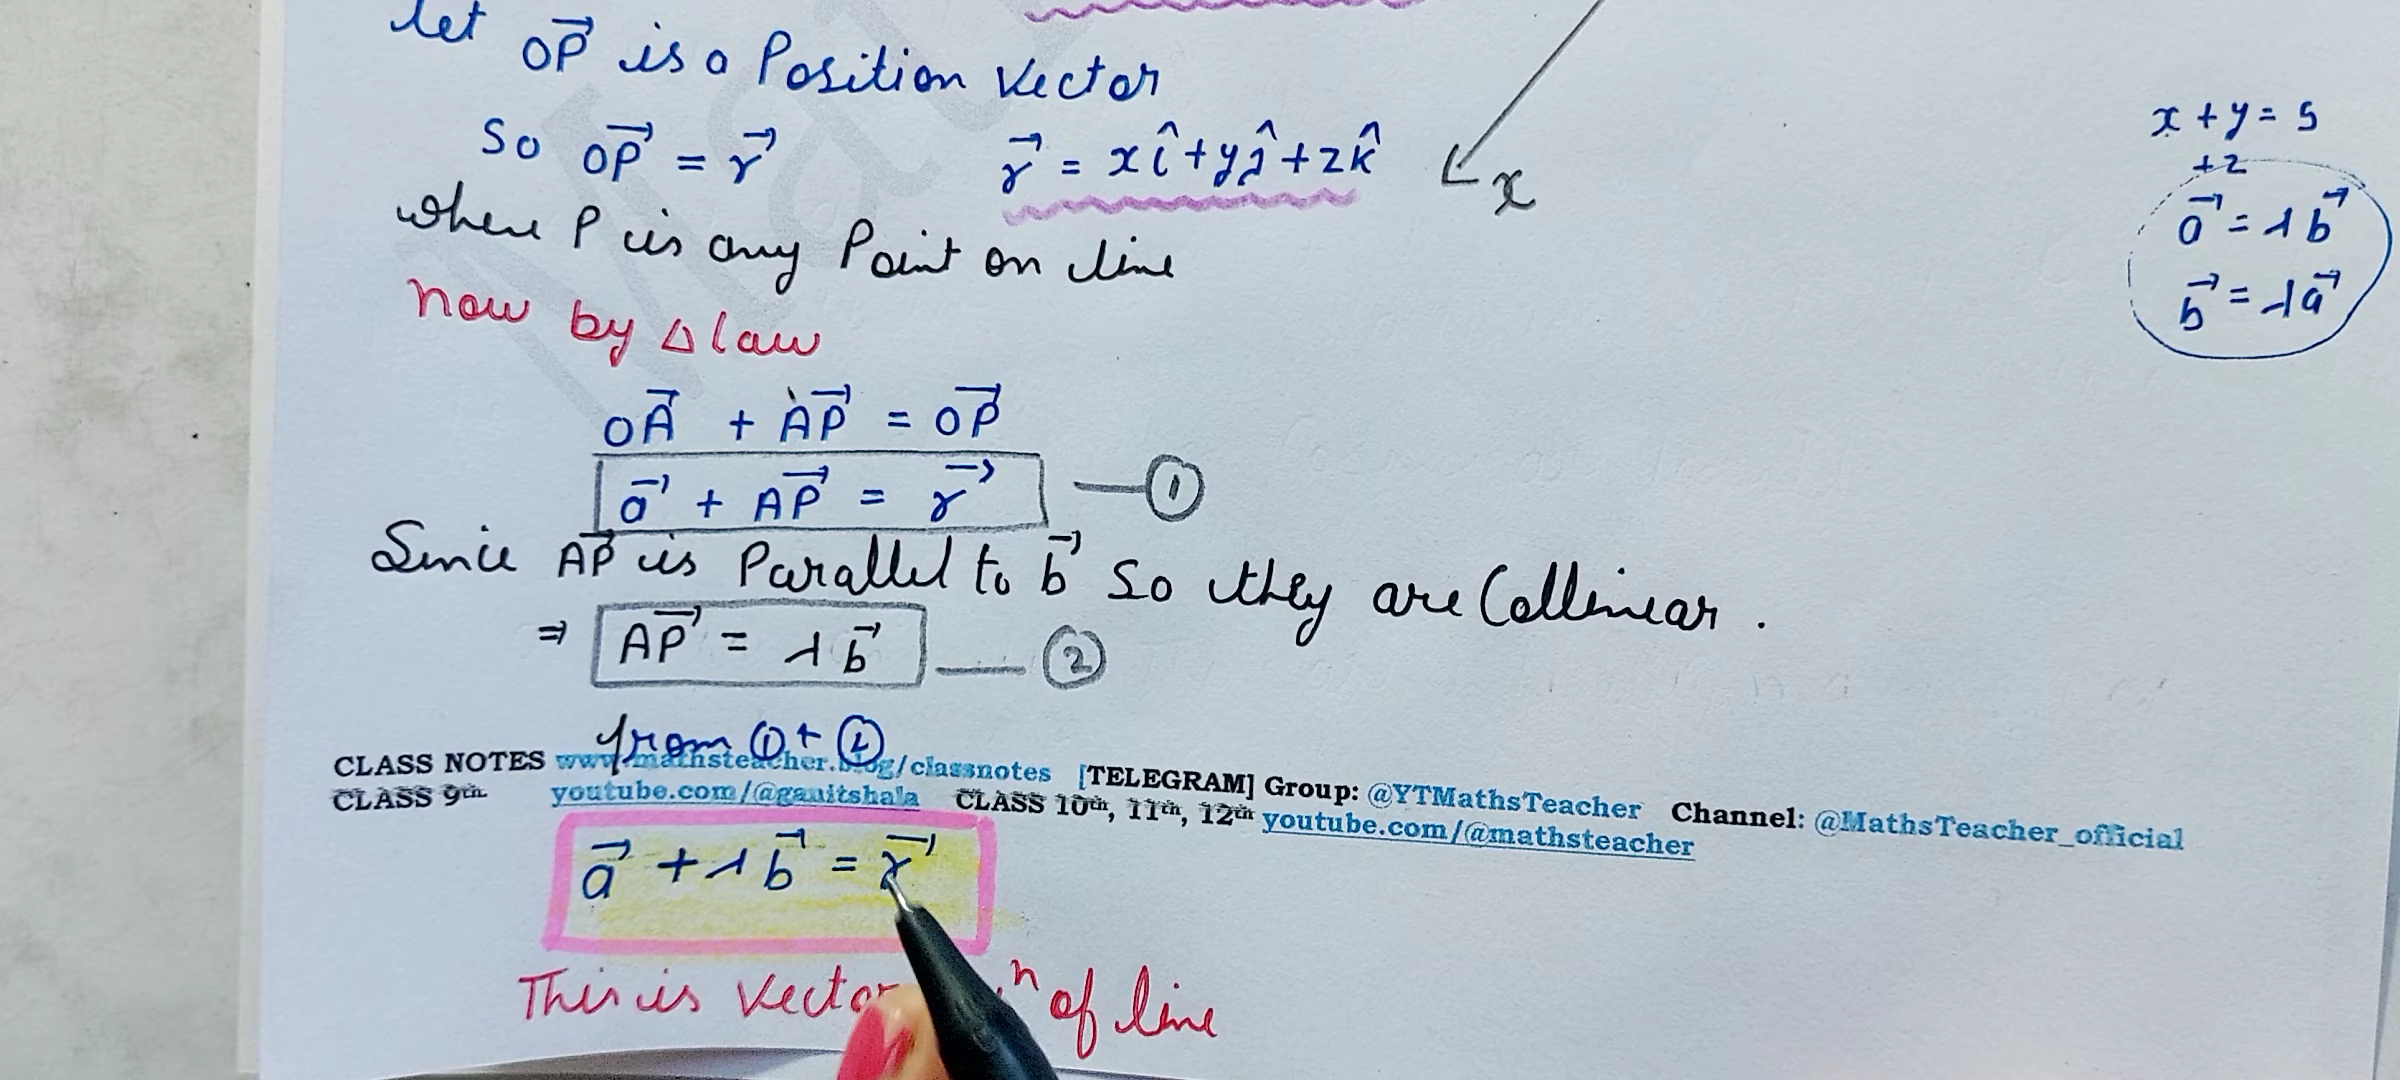 let OP⃗ is a Position Vector
So OP⃗ = r⃗
r⃗ = xî+yĵ+zk̂
x
where P is any Point on line
now by Δ law
OA⃗ + AP⃗ = OP⃗
a⃗ + AP⃗ = r⃗ —①
Since AP⃗ is Parallel to b⃗ So they are Collinear.
⇒ AP⃗ = λb⃗ —②
from ①+②
CLASS NOTES www.mathsteacher.blog/classnotes [TELEGRAM] Group: @YTMathsTeacher Channel: @MathsTeacher_official
CLASS 9th youtube.com/@ganitshala CLASS 10th, 11th, 12th youtube.com/@mathsteacher
a⃗ + λb⃗ = r⃗
This is Vector of line
x+y=5
+z
a⃗ = λb⃗
b⃗ = λa⃗